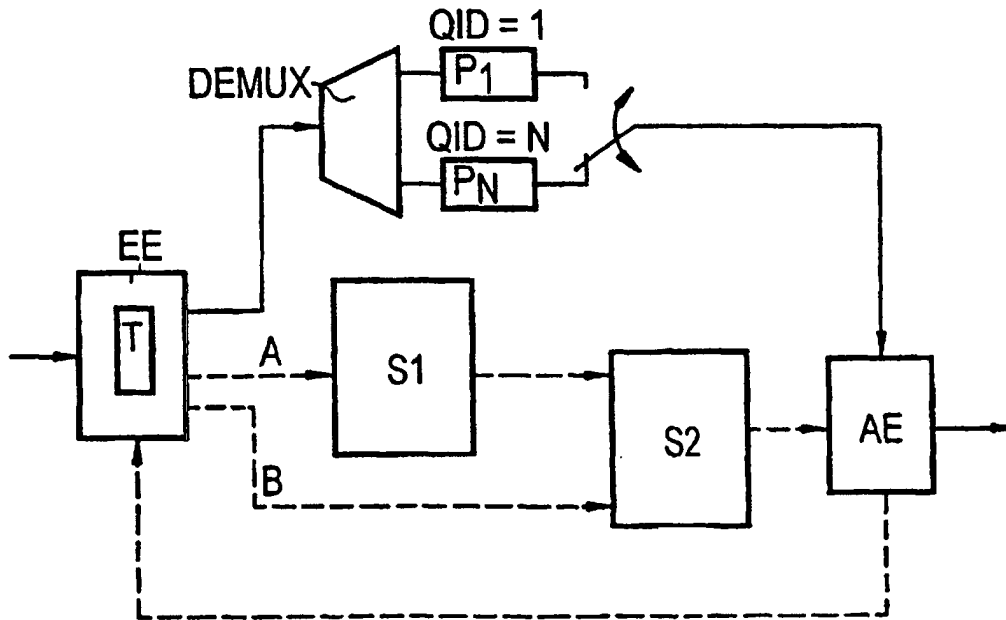 QID = 1
P1
DEMUX
QID = N
PN
EE
T
A
S1
B
S2
AE